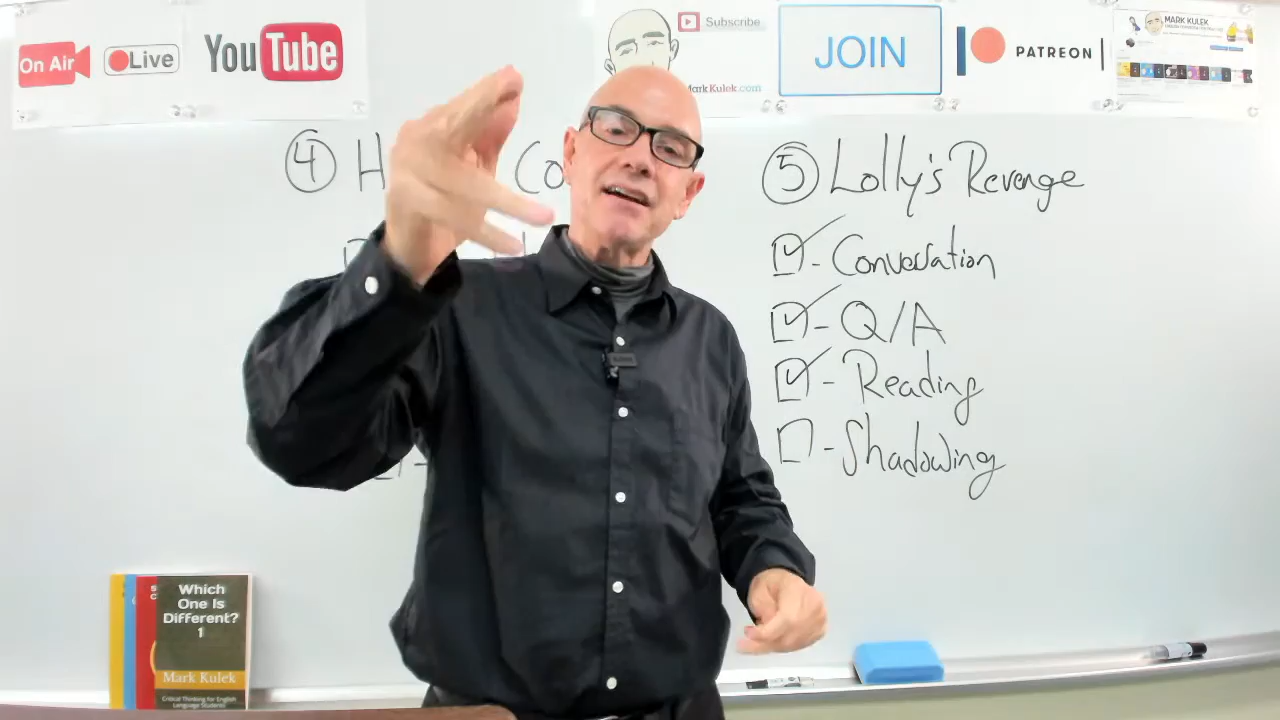 On Air
Live
YouTube
Subscribe
MarkKulek.com
JOIN
PATREON
MARK KULEK
④ H Co
⑤ Lolly's Revenge
- Conversation
- Q/A
- Reading
- Shadowing
Which
One Is
Different?
1
Mark Kulek
Critical Thinking for English
Language Students